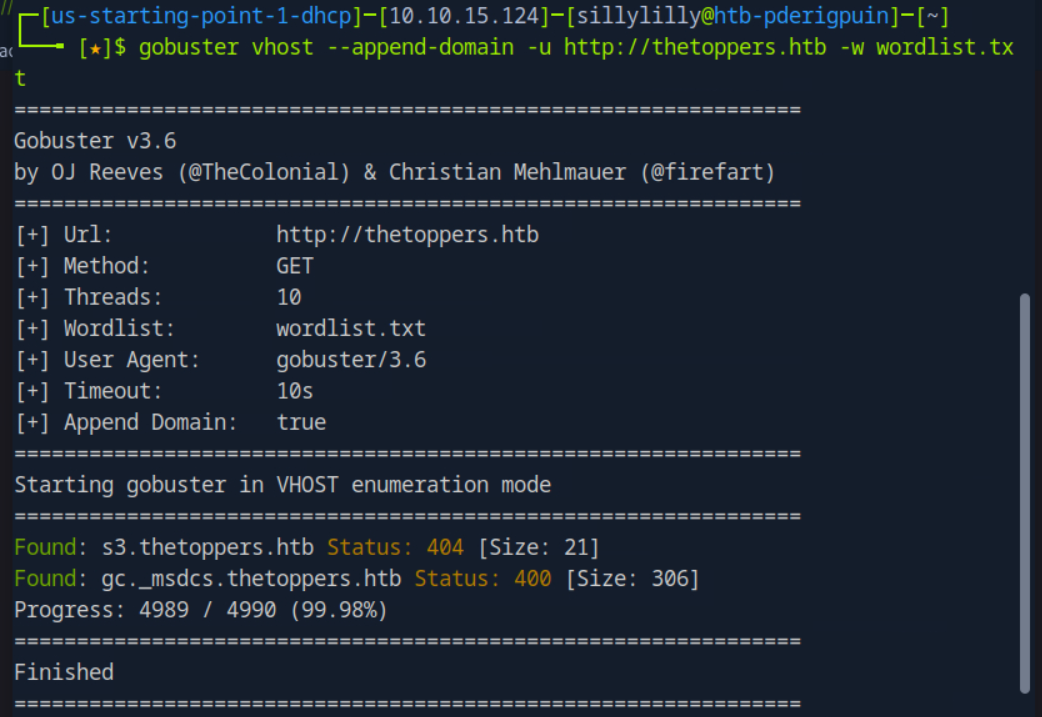 //
┌─[us-starting-point-1-dhcp]─[10.10.15.124]─[sillylilly@htb-pderigpuin]─[~]
└──╼ [★]$ gobuster vhost --append-domain -u http://thetoppers.htb -w wordlist.tx
t
===============================================================
Gobuster v3.6
by OJ Reeves (@TheColonial) & Christian Mehlmauer (@firefart)
===============================================================
[+] Url:             http://thetoppers.htb
[+] Method:          GET
[+] Threads:         10
[+] Wordlist:        wordlist.txt
[+] User Agent:      gobuster/3.6
[+] Timeout:         10s
[+] Append Domain:   true
===============================================================
Starting gobuster in VHOST enumeration mode
===============================================================
Found: s3.thetoppers.htb Status: 404 [Size: 21]
Found: gc._msdcs.thetoppers.htb Status: 400 [Size: 306]
Progress: 4989 / 4990 (99.98%)
===============================================================
Finished
===============================================================